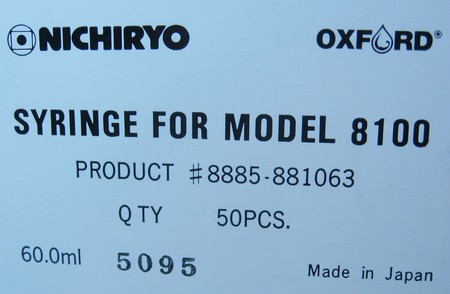 NICHIRYO OXFORD®
SYRINGE FOR MODEL 8100
PRODUCT #8885-881063
QTY 50PCS.
60.0ml 5095 Made in Japan